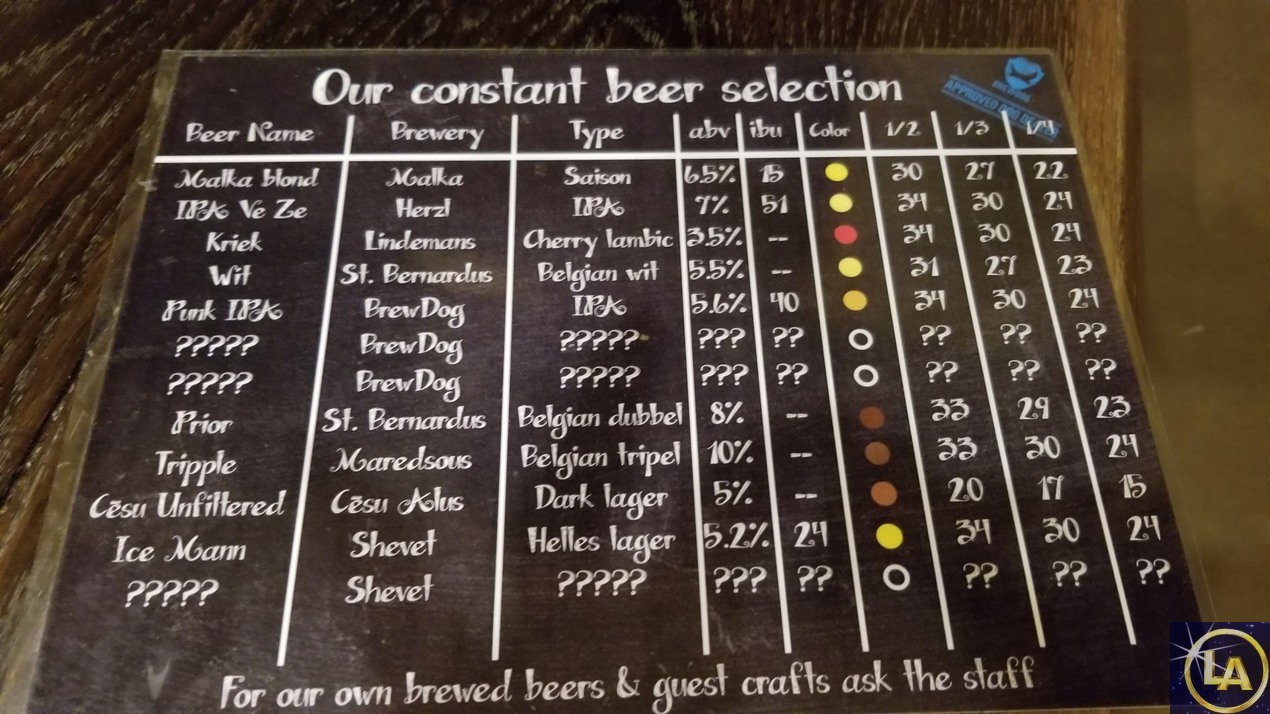 Our constant beer selection
APPROVED
Beer Name Brewery Type abv ibu Color 1/2 1/3 1/4
Malka blond Malka Saison 6.5% 15 30 27 22
IPA Ve Ze Herzl IPA 7% 51 34 30 24
Kriek Lindemans Cherry lambic 3.5% -- 34 30 24
Wit St. Bernardus Belgian wit 5.5% -- 31 27 23
Punk IPA BrewDog IPA 5.6% 40 34 30 24
????? BrewDog ????? ??? ?? ?? ?? ??
????? BrewDog ????? ??? ?? ?? ?? ??
Prior St. Bernardus Belgian dubbel 8% -- 33 29 23
Tripple Maredsous Belgian tripel 10% -- 33 30 24
Cēsu Unfiltered Cēsu Alus Dark lager 5% -- 20 17 15
Ice Mann Shevet Helles lager 5.2% 24 34 30 24
????? Shevet ????? ??? ?? ?? ?? ??
For our own brewed beers & guest crafts ask the staff
LA